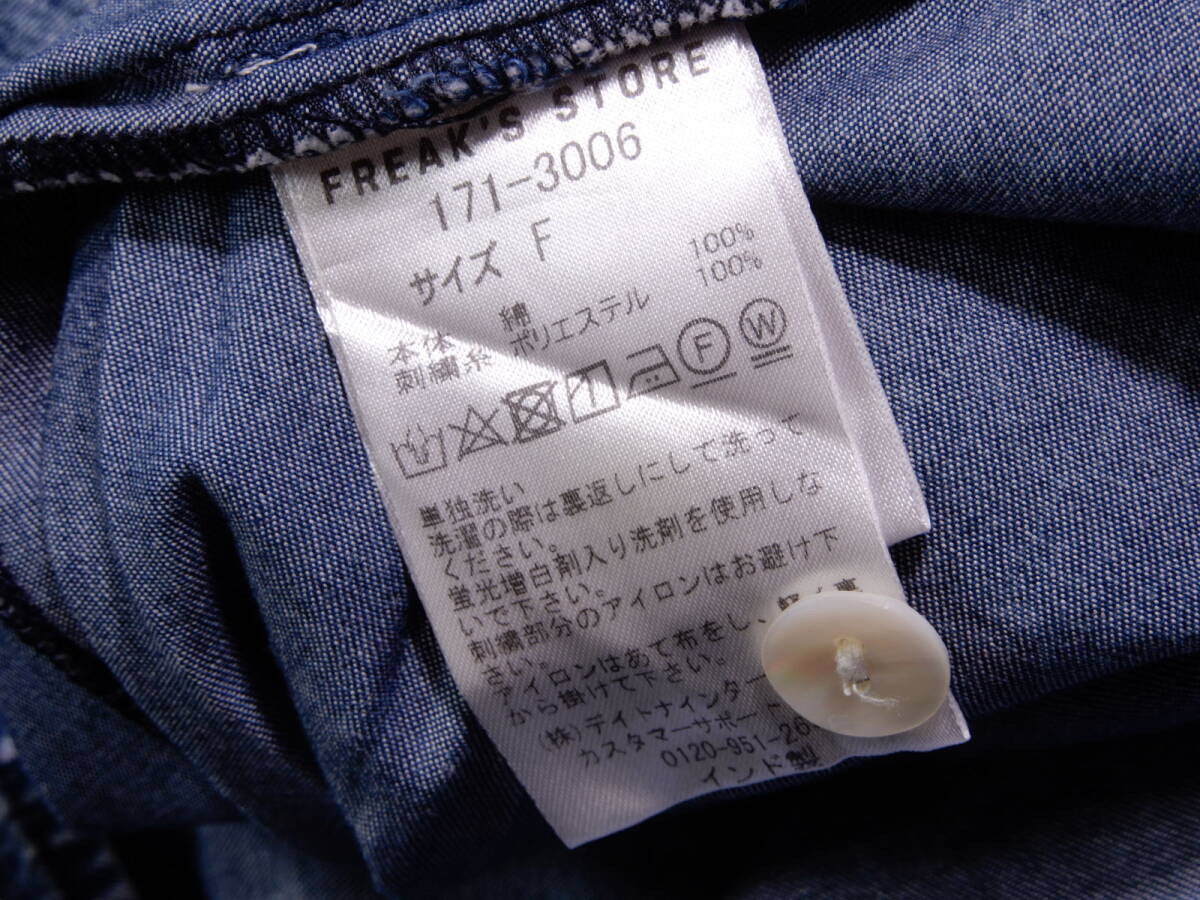 FREAK'S STORE
171-3006
サイズ F
本体 綿 100%
刺繍糸 ポリエステル 100%
F W
単独洗い
洗濯の際は裏返しにして洗って
ください。
蛍光増白剤入り洗剤を使用しな
いで下さい。
刺繍部分のアイロンはお避け下
さい。
アイロンはあて布をし、軽く裏
から掛けて下さい。
(株)デイトナインター
カスタマーサポート
0120-951-26
インド製